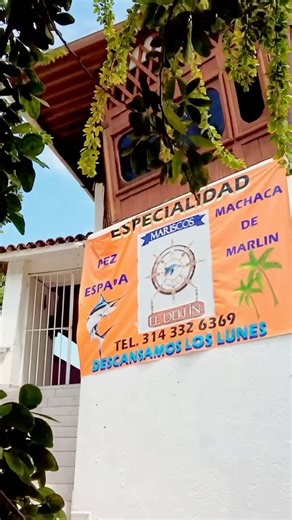 ESPECIALIDAD
MARISCOS
PEZ
ESPADA
MACHACA
DE
MARLIN
EL DELFIN
TEL. 314 332 6369
DESCANSAMOS LOS LUNES